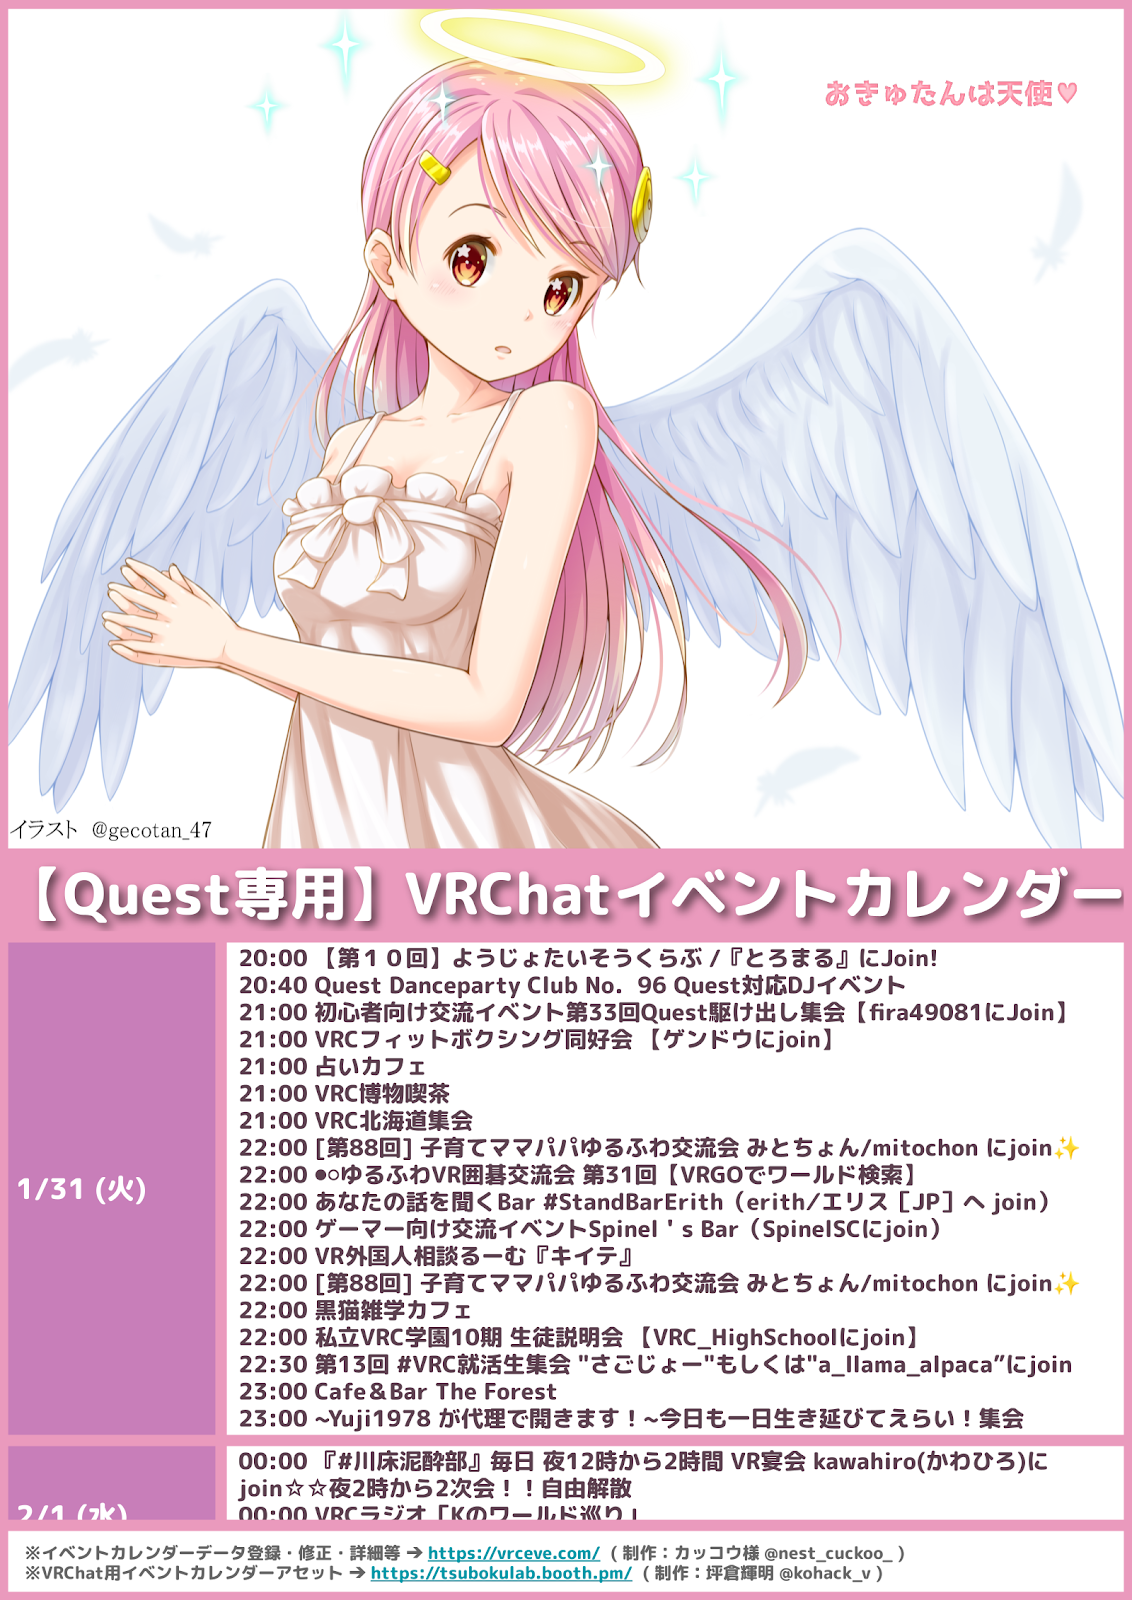 おきゅたんは天使♥
イラスト @gecotan_47
【Quest専用】VRChatイベントカレンダー
1/31 (火)
20:00 【第１０回】ようじょたいそうくらぶ /『とろまる』にJoin!
20:40 Quest Danceparty Club No．96 Quest対応DJイベント
21:00 初心者向け交流イベント第33回Quest駆け出し集会【fira49081にJoin】
21:00 VRCフィットボクシング同好会 【ゲンドウにjoin】
21:00 占いカフェ
21:00 VRC博物喫茶
21:00 VRC北海道集会
22:00 [第88回] 子育てママパパゆるふわ交流会 みとちょん/mitochon にjoin✨
22:00 ●○ゆるふわVR囲碁交流会 第31回【VRGOでワールド検索】
22:00 あなたの話を聞くBar #StandBarErith（erith/エリス［JP］へ join）
22:00 ゲーマー向け交流イベントSpinel＇s Bar（SpinelSCにjoin）
22:00 VR外国人相談るーむ『キイテ』
22:00 [第88回] 子育てママパパゆるふわ交流会 みとちょん/mitochon にjoin✨
22:00 黒猫雑学カフェ
22:00 私立VRC学園10期 生徒説明会 【VRC_HighSchoolにjoin】
22:30 第13回 #VRC就活生集会 "さごじょー"もしくは"a_llama_alpaca”にjoin
23:00 Cafe＆Bar The Forest
23:00 ~Yuji1978 が代理で開きます！~今日も一日生き延びてえらい！集会
2/1 (水)
00:00 『#川床泥酔部』毎日 夜12時から2時間 VR宴会 kawahiro(かわひろ)に
join☆☆夜2時から2次会！！自由解散
00:00 VRCラジオ「Kのワールド巡り」
※イベントカレンダーデータ登録・修正・詳細等 ➔ https://vrceve.com/ （ 制作：カッコウ様 @nest_cuckoo_ ）
※VRChat用イベントカレンダーアセット ➔ https://tsubokulab.booth.pm/ （ 制作：坪倉輝明 @kohack_v ）